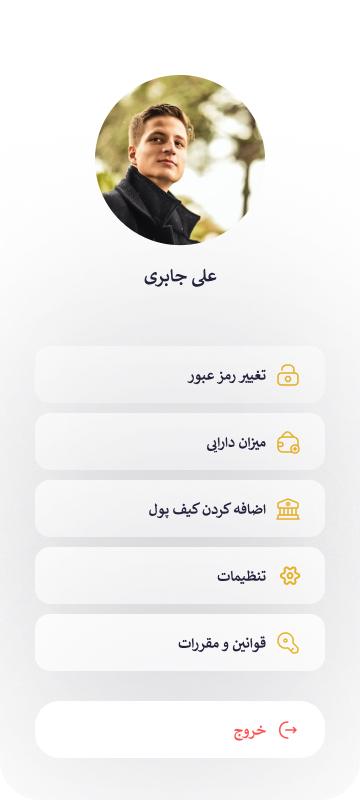 علی جابری
تغییر رمز عبور
میزان دارایی
اضافه کردن کیف پول
تنظیمات
قوانین و مقررات
خروج